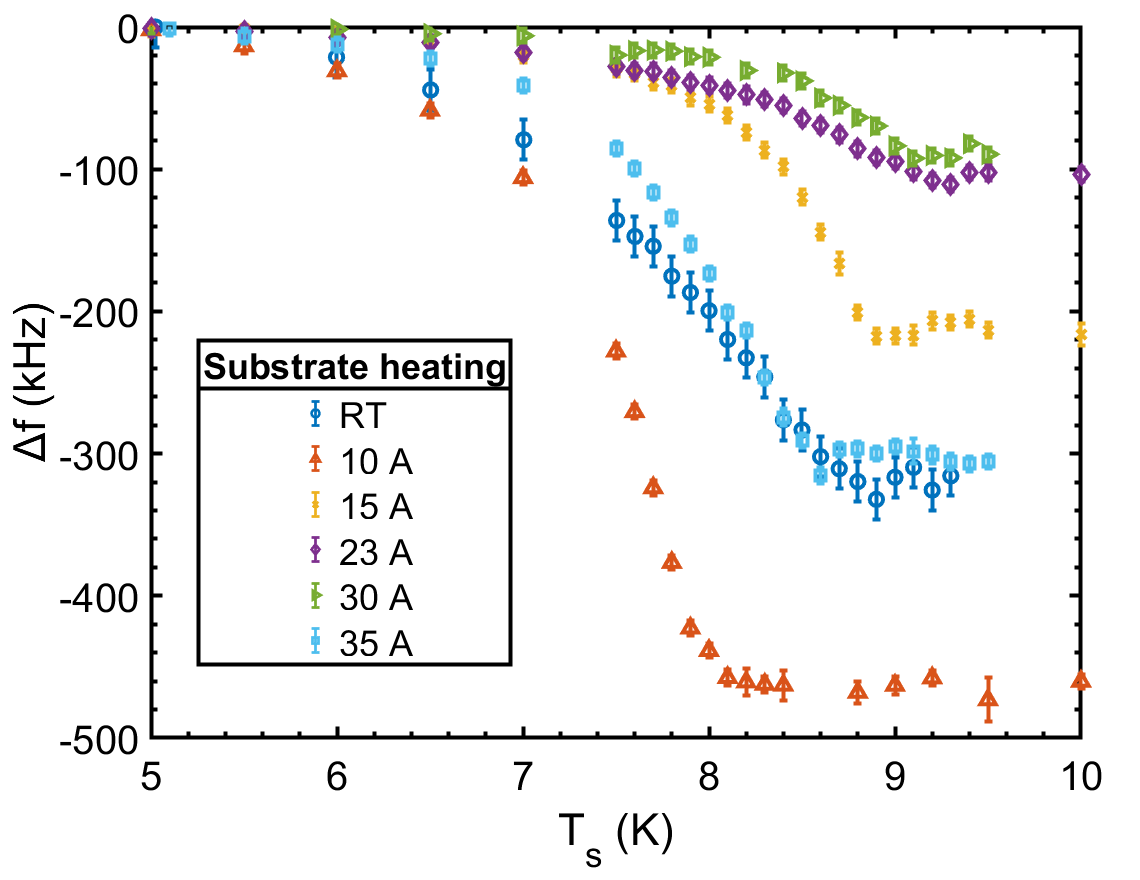 0
-100
-200
-300
-400
-500
Δf (kHz)
Substrate heating
RT
10 A
15 A
23 A
30 A
35 A
5 6 7 8 9 10
Ts (K)